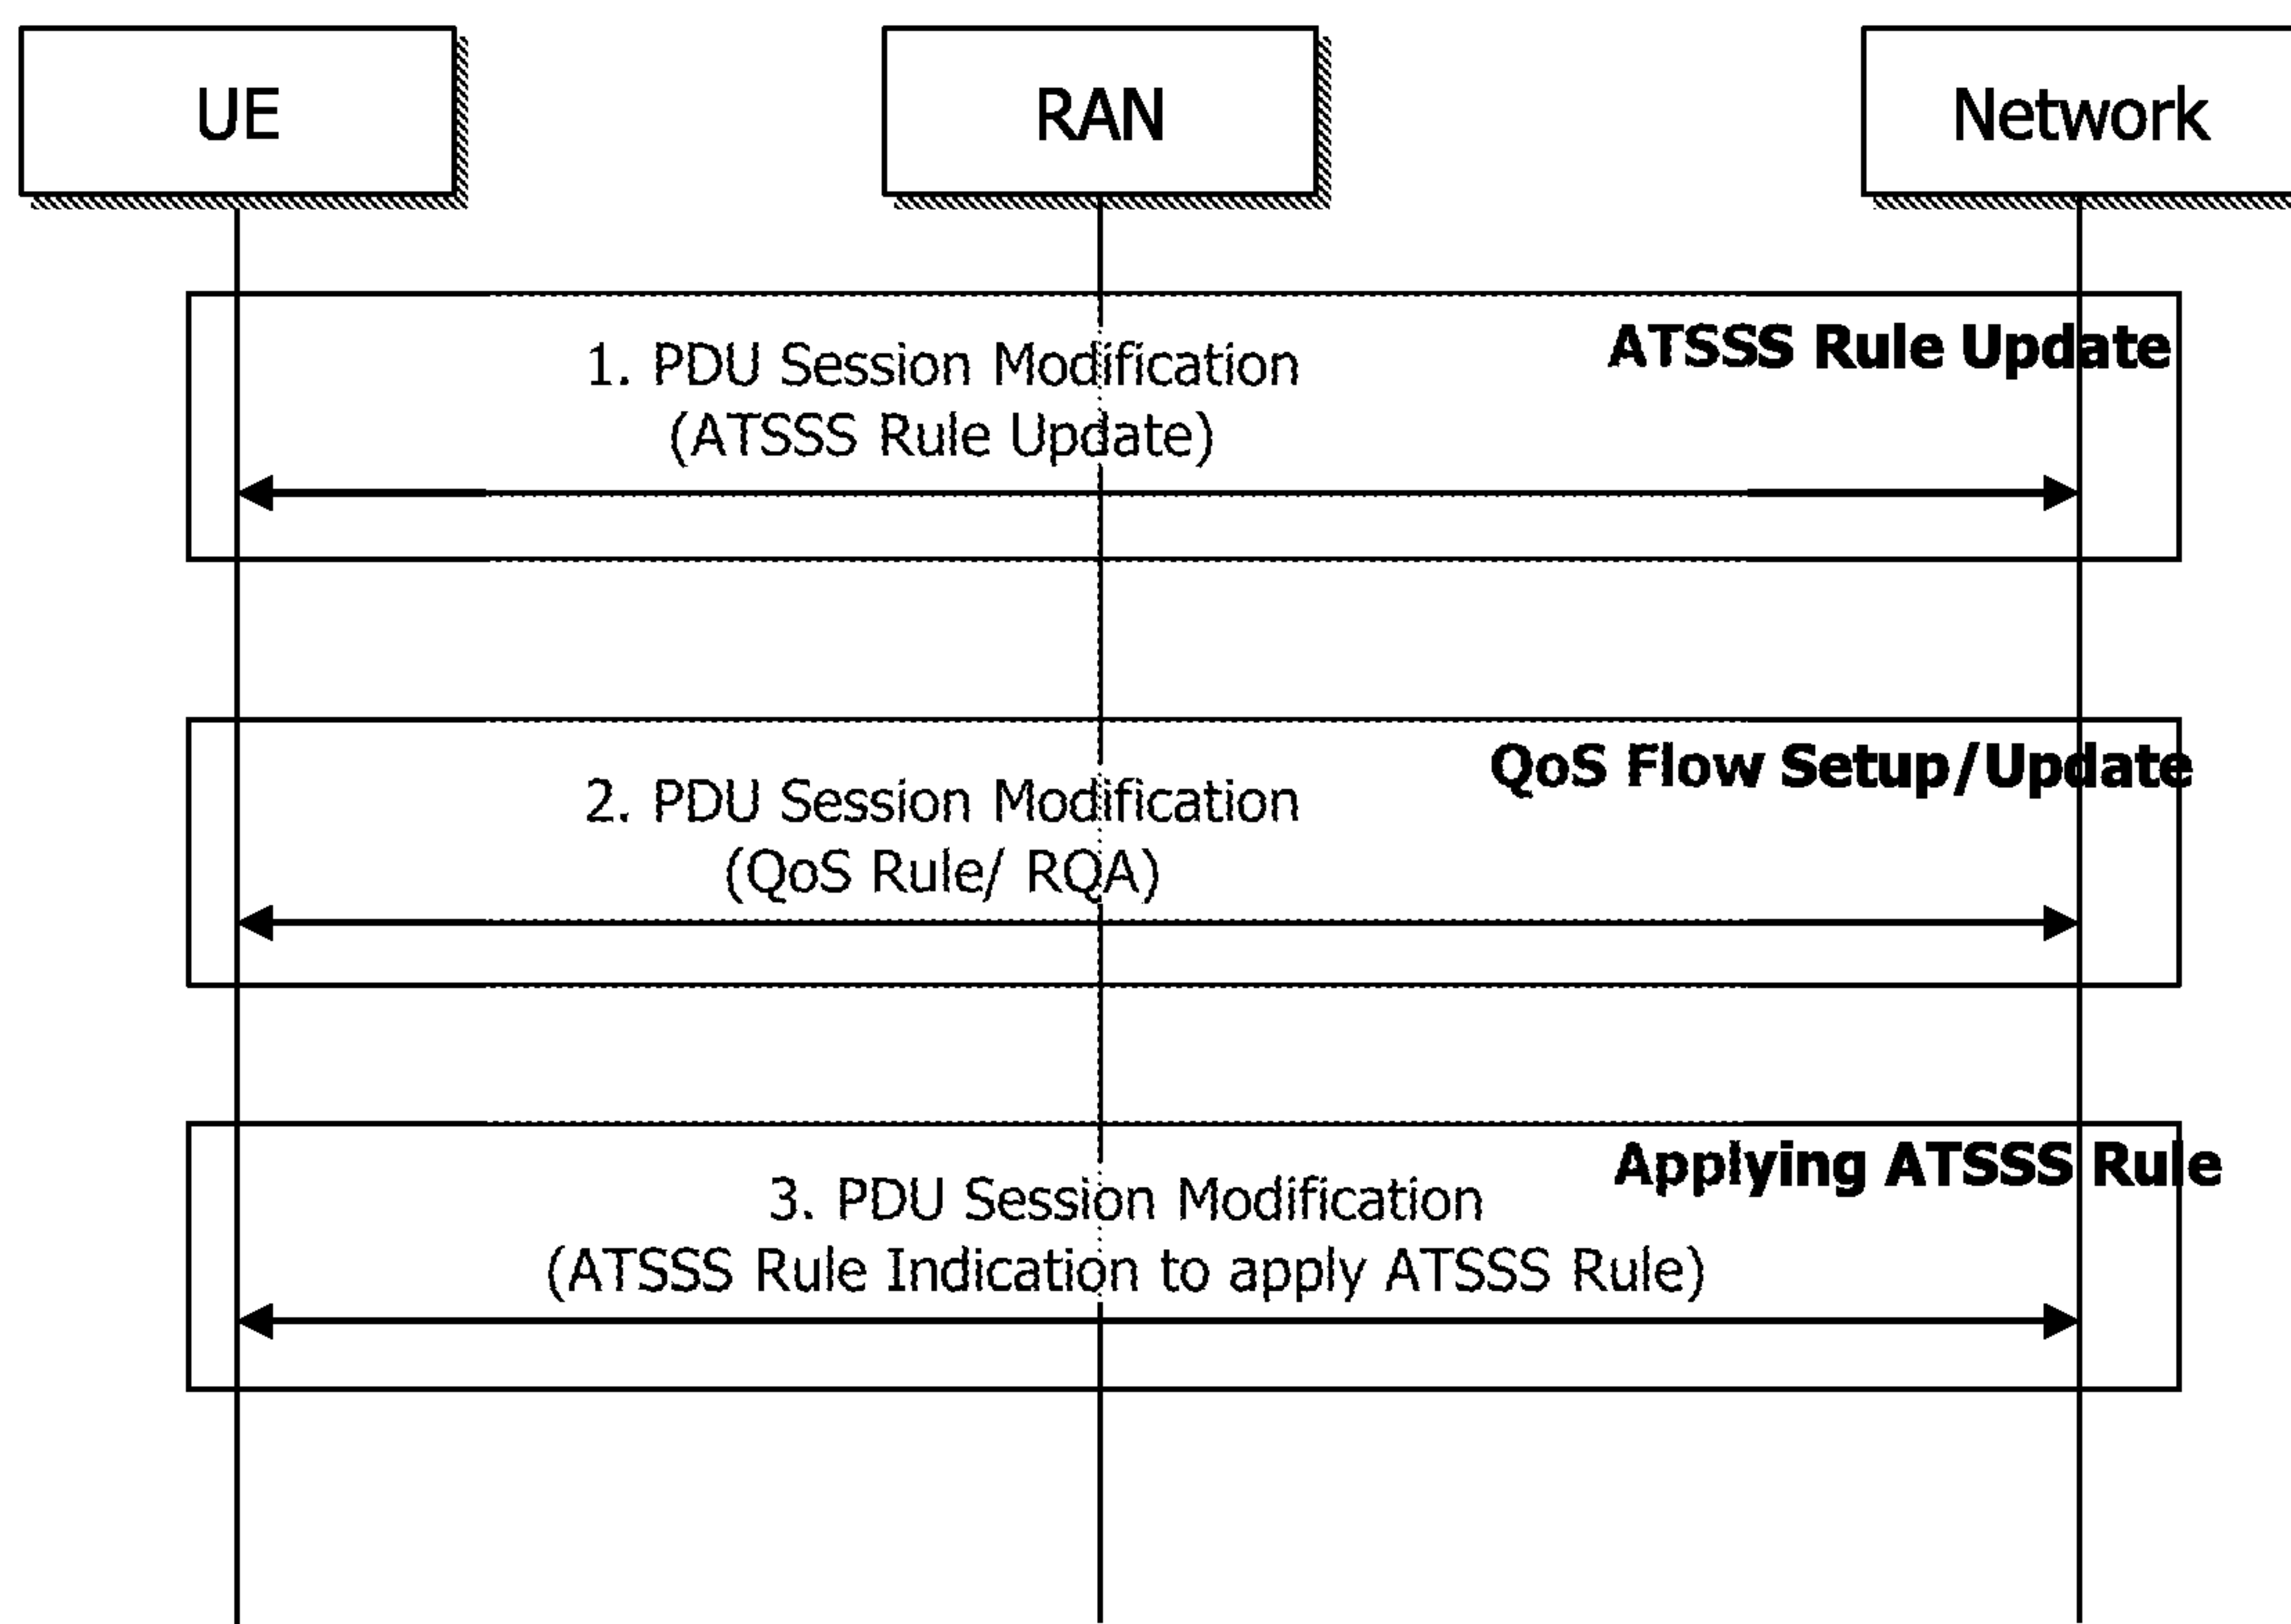 UE
RAN
Network
ATSSS Rule Update
1. PDU Session Modification
(ATSSS Rule Update)
QoS Flow Setup/Update
2. PDU Session Modification
(QoS Rule/ RQA)
Applying ATSSS Rule
3. PDU Session Modification
(ATSSS Rule Indication to apply ATSSS Rule)